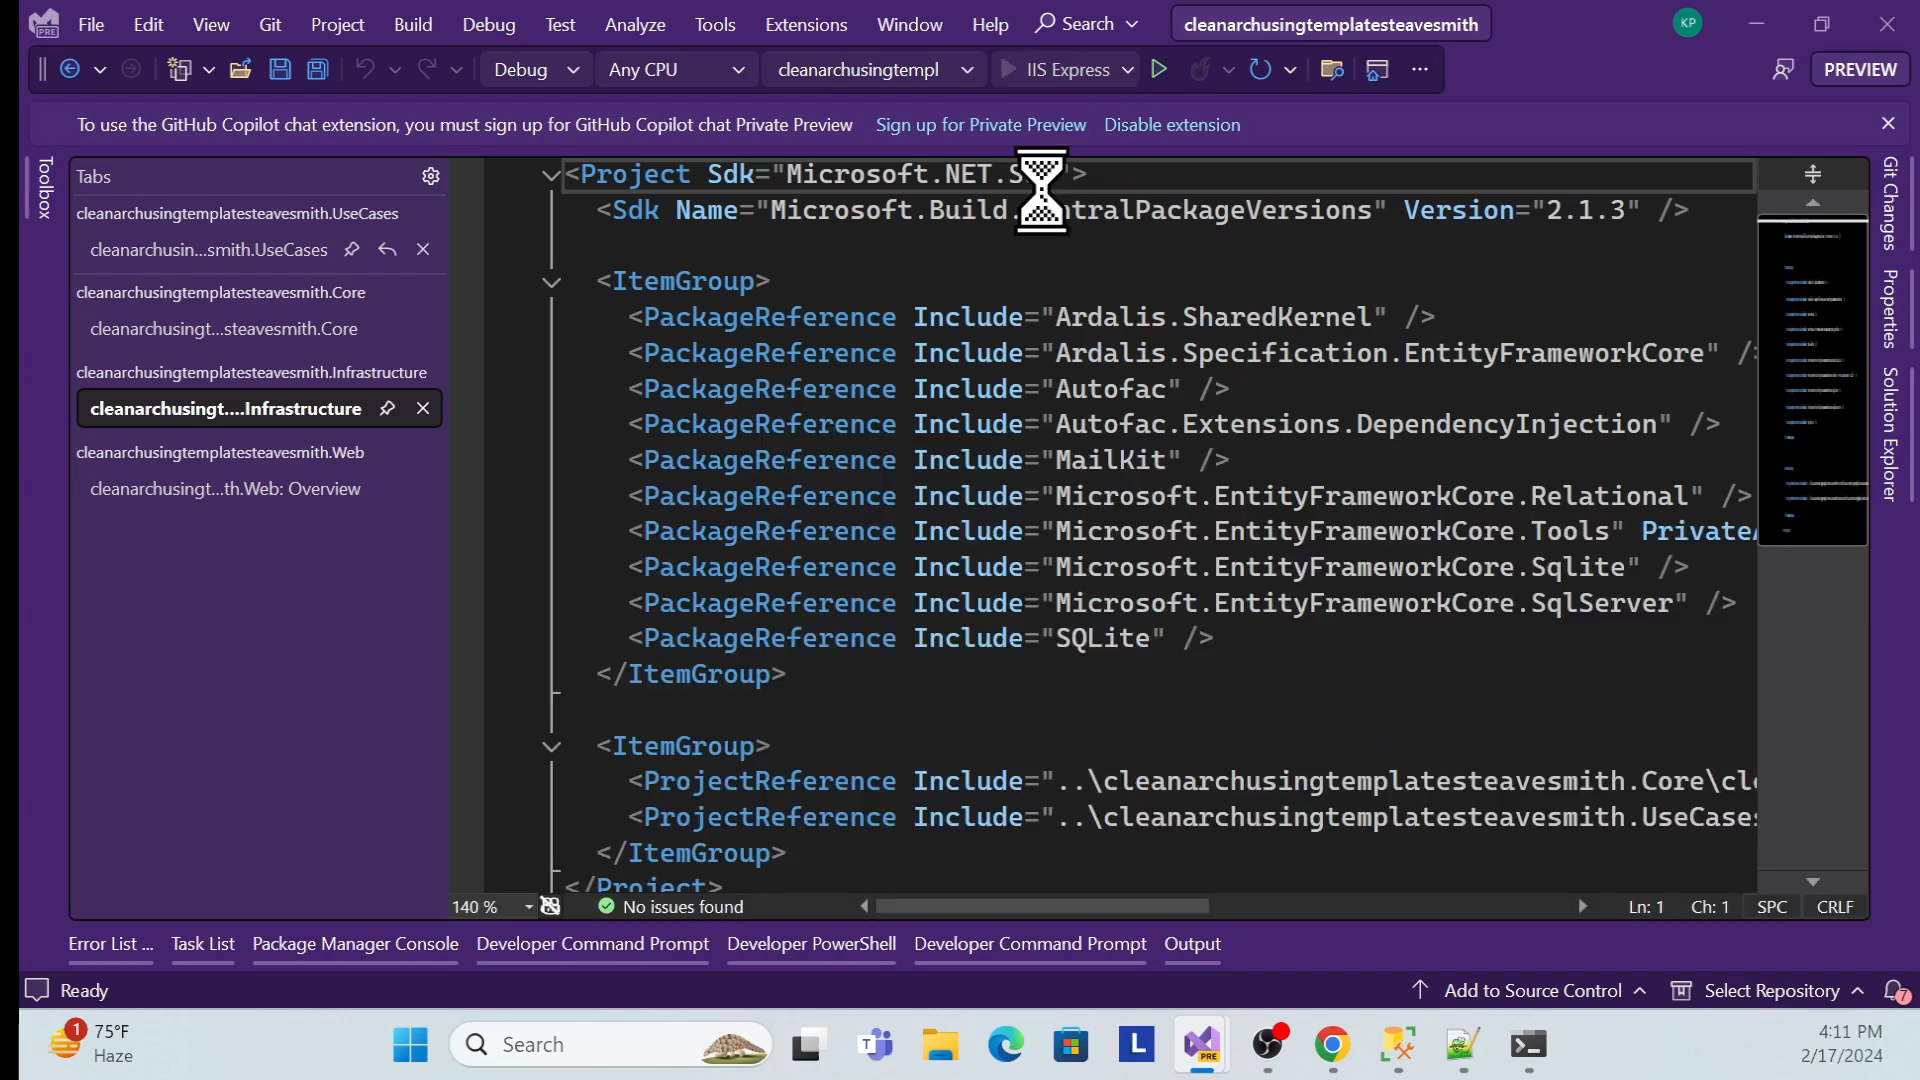 File Edit View Git Project Build Debug Test Analyze Tools Extensions Window Help Search cleanarchusingtemplatesteavesmith KP
Debug Any CPU cleanarchusingtempl IIS Express PREVIEW
To use the GitHub Copilot chat extension, you must sign up for GitHub Copilot chat Private Preview Sign up for Private Preview Disable extension
Toolbox
Tabs
cleanarchusingtemplatesteavesmith.UseCases
cleanarchusin...smith.UseCases
cleanarchusingtemplatesteavesmith.Core
cleanarchusingt...steavesmith.Core
cleanarchusingtemplatesteavesmith.Infrastructure
cleanarchusingt....Infrastructure
cleanarchusingtemplatesteavesmith.Web
cleanarchusingt...th.Web: Overview
<Project Sdk="Microsoft.NET.S">
<Sdk Name="Microsoft.Build. ntralPackageVersions" Version="2.1.3" />
<ItemGroup>
<PackageReference Include="Ardalis.SharedKernel" />
<PackageReference Include="Ardalis.Specification.EntityFrameworkCore" />
<PackageReference Include="Autofac" />
<PackageReference Include="Autofac.Extensions.DependencyInjection" />
<PackageReference Include="MailKit" />
<PackageReference Include="Microsoft.EntityFrameworkCore.Relational" />
<PackageReference Include="Microsoft.EntityFrameworkCore.Tools" PrivateA
<PackageReference Include="Microsoft.EntityFrameworkCore.Sqlite" />
<PackageReference Include="Microsoft.EntityFrameworkCore.SqlServer" />
<PackageReference Include="SQLite" />
</ItemGroup>
<ItemGroup>
<ProjectReference Include="..\cleanarchusingtemplatesteavesmith.Core\cle
<ProjectReference Include="..\cleanarchusingtemplatesteavesmith.UseCases
</ItemGroup>
</Project>
Git Changes
Properties
Solution Explorer
140 % No issues found Ln: 1 Ch: 1 SPC CRLF
Error List ... Task List Package Manager Console Developer Command Prompt Developer PowerShell Developer Command Prompt Output
Ready Add to Source Control Select Repository 7
1 75°F
Haze
Search
L
PRE
4:11 PM
2/17/2024